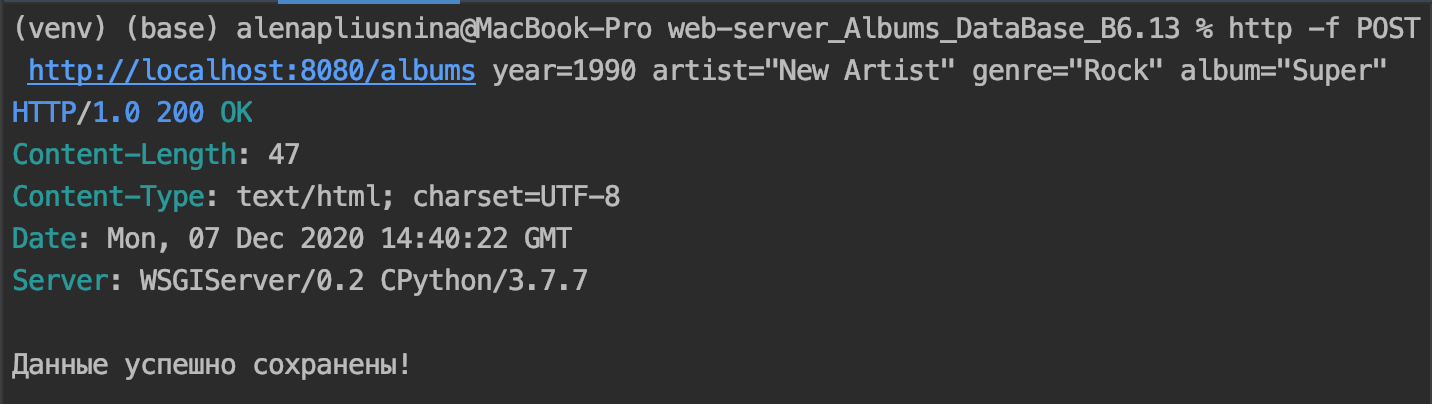 (venv) (base) alenapliusnina@MacBook-Pro web-server_Albums_DataBase_B6.13 % http -f POST
http://localhost:8080/albums year=1990 artist="New Artist" genre="Rock" album="Super"
HTTP/1.0 200 OK
Content-Length: 47
Content-Type: text/html; charset=UTF-8
Date: Mon, 07 Dec 2020 14:40:22 GMT
Server: WSGIServer/0.2 CPython/3.7.7
Данные успешно сохранены!